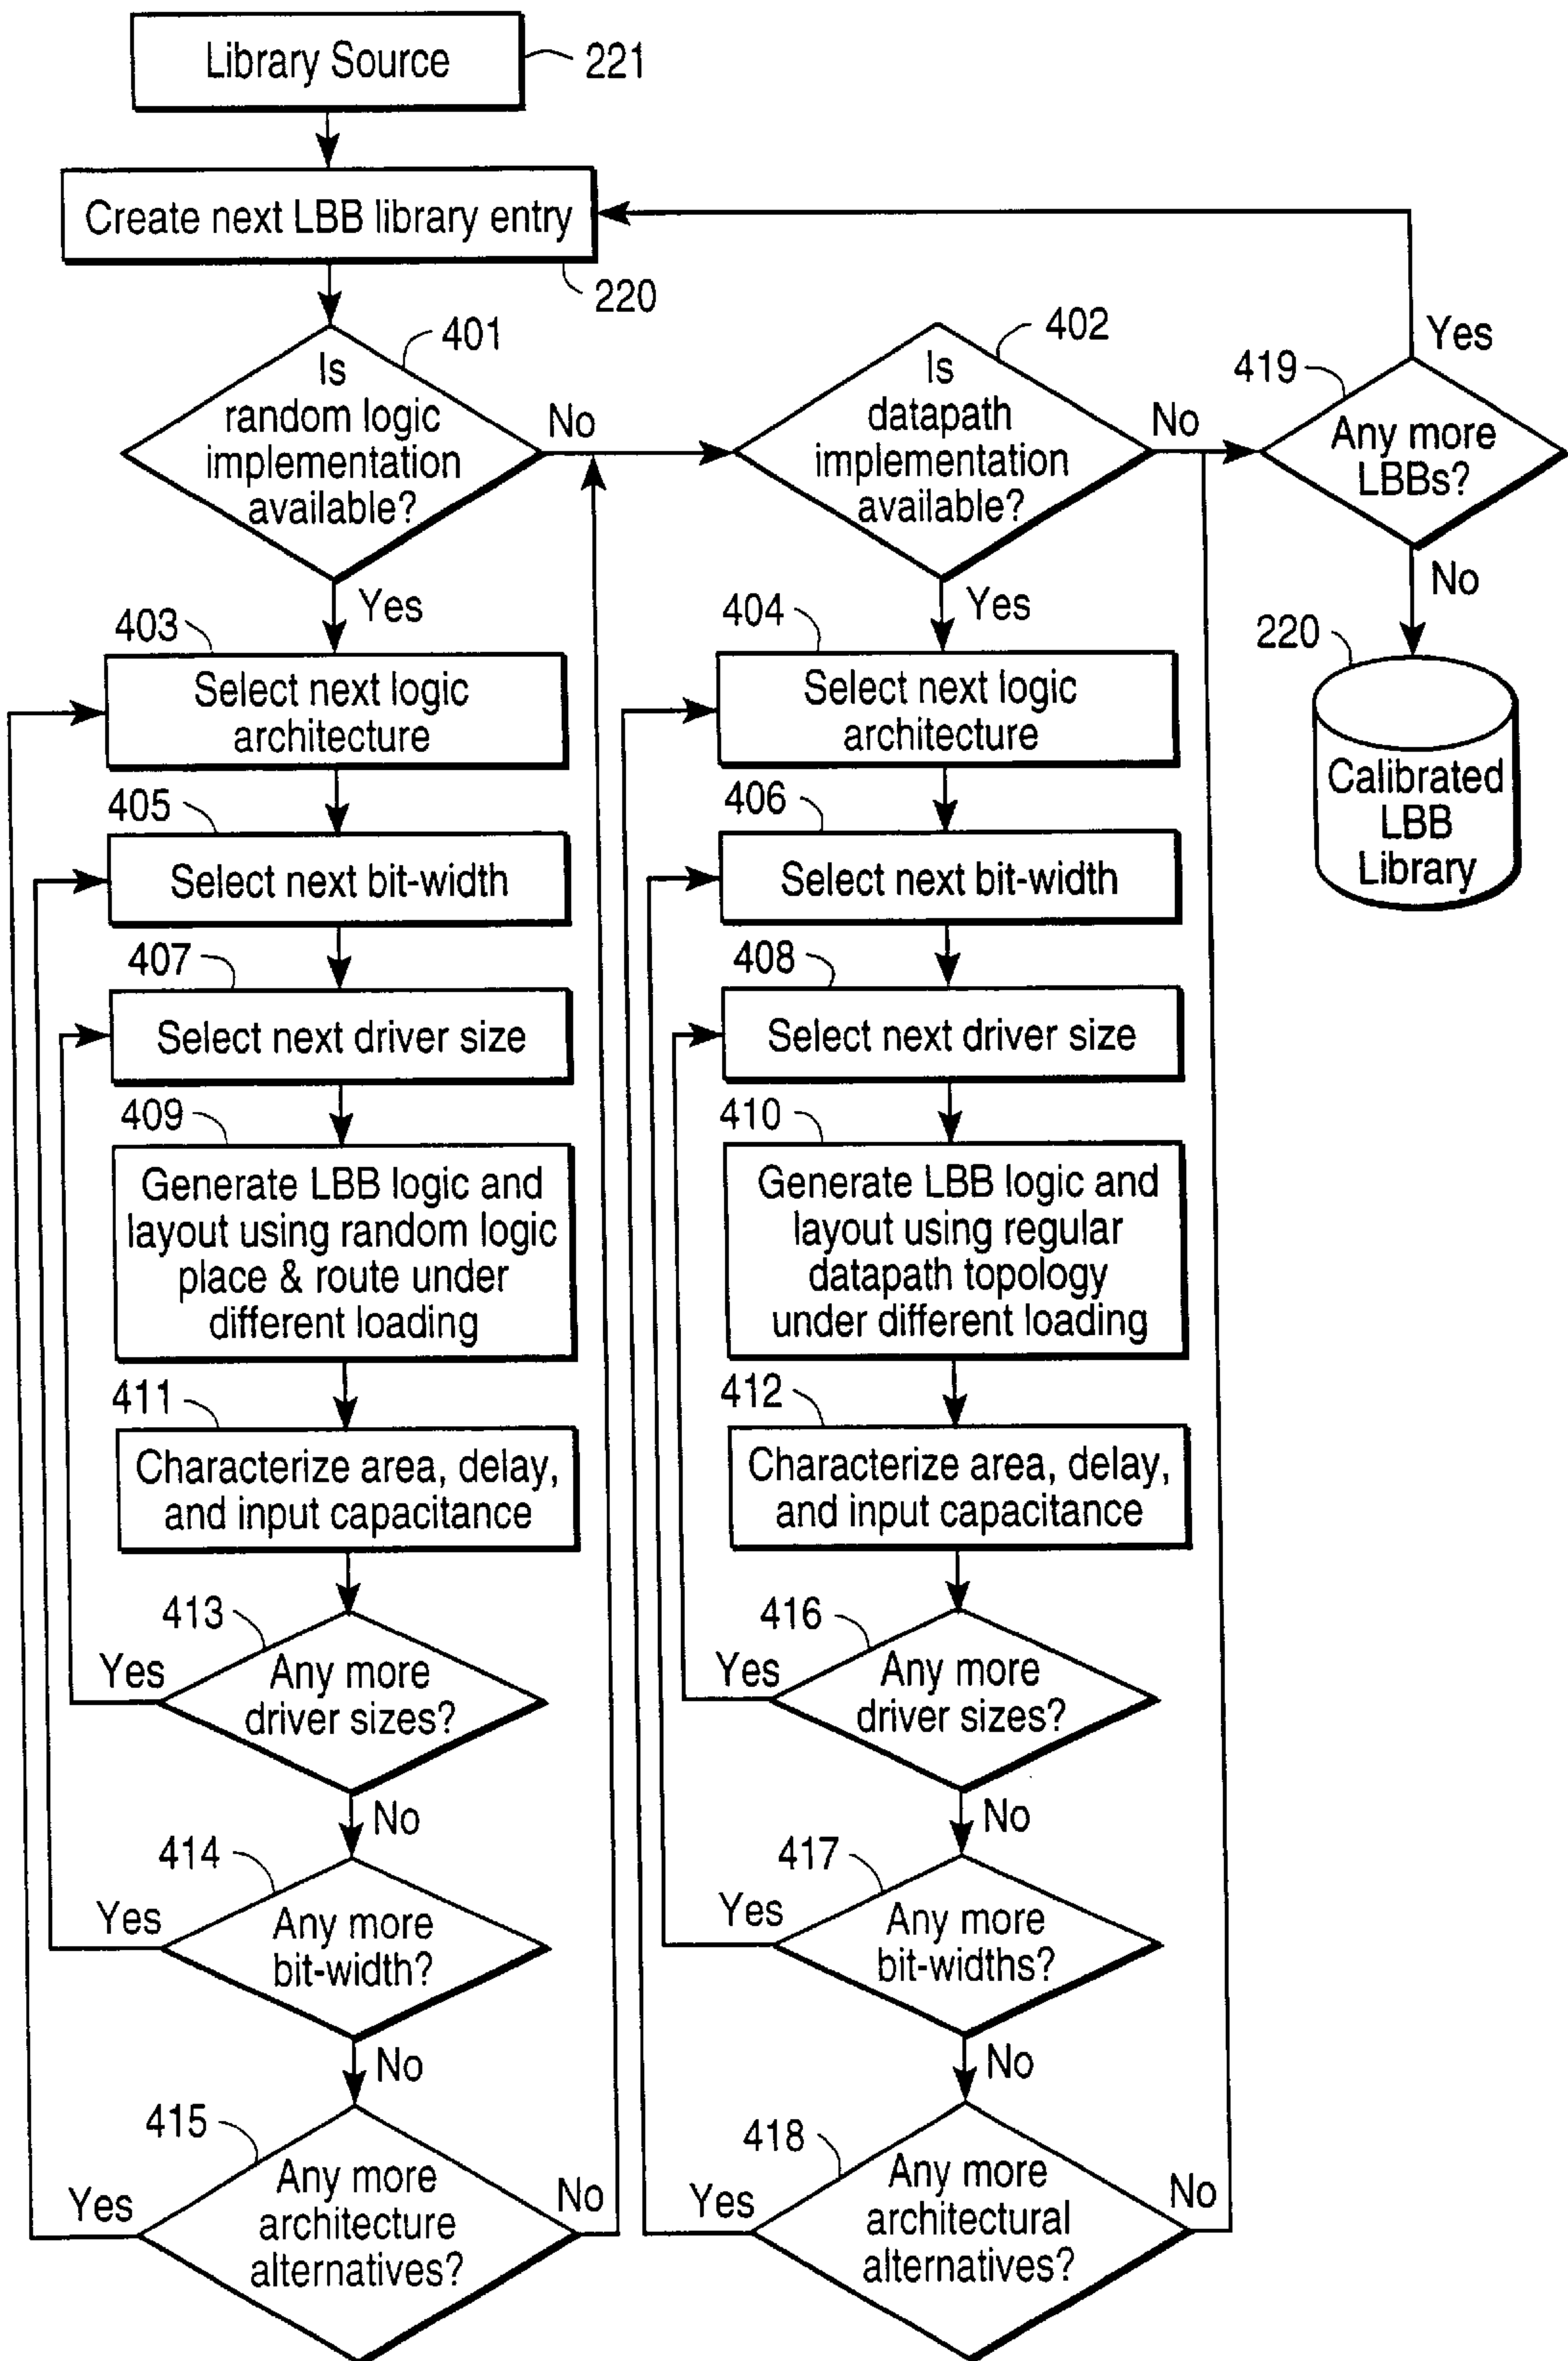 Library Source
221
Create next LBB library entry
220
401
Is
random logic
implementation
available?
No
Yes
402
Is
datapath
implementation
available?
No
Yes
419
Any more
LBBs?
Yes
No
220
Calibrated
LBB
Library
403
Select next logic
architecture
405
Select next bit-width
407
Select next driver size
409
Generate LBB logic and
layout using random logic
place & route under
different loading
411
Characterize area, delay,
and input capacitance
413
Any more
driver sizes?
Yes
No
414
Any more
bit-width?
Yes
No
415
Any more
architecture
alternatives?
Yes
No
404
Select next logic
architecture
406
Select next bit-width
408
Select next driver size
410
Generate LBB logic and
layout using regular
datapath topology
under different loading
412
Characterize area, delay,
and input capacitance
416
Any more
driver sizes?
Yes
No
417
Any more
bit-widths?
Yes
No
418
Any more
architectural
alternatives?
Yes
No